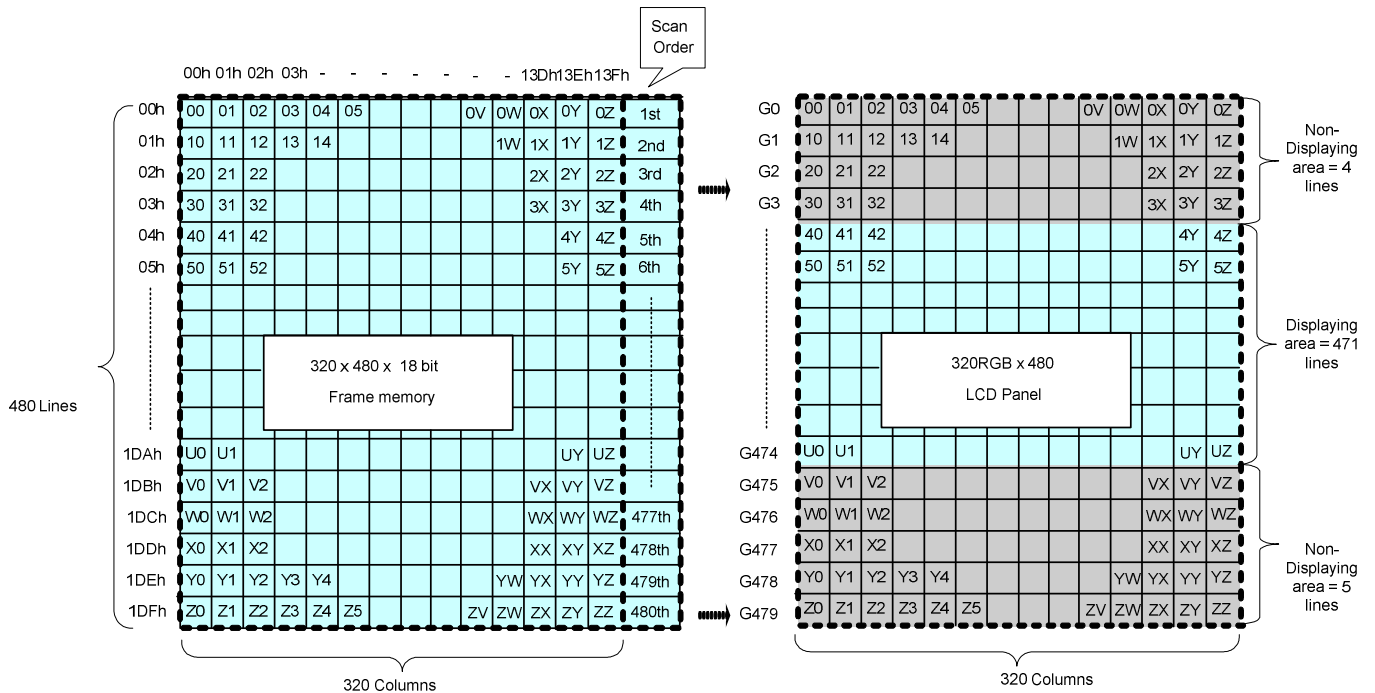 Scan
Order
00h 01h 02h 03h - - - - - - - 13Dh 13Eh 13Fh
00h 00 01 02 03 04 05 0V 0W 0X 0Y 0Z 1st
01h 10 11 12 13 14 1W 1X 1Y 1Z 2nd
02h 20 21 22 2X 2Y 2Z 3rd
03h 30 31 32 3X 3Y 3Z 4th
04h 40 41 42 4Y 4Z 5th
05h 50 51 52 5Y 5Z 6th
320 x 480 x 18 bit
Frame memory
480 Lines
1DAh U0 U1 UY UZ
1DBh V0 V1 V2 VX VY VZ
1DCh W0 W1 W2 WX WY WZ 477th
1DDh X0 X1 X2 XX XY XZ 478th
1DEh Y0 Y1 Y2 Y3 Y4 YW YX YY YZ 479th
1DFh Z0 Z1 Z2 Z3 Z4 Z5 ZV ZW ZX ZY ZZ 480th
320 Columns
G0 00 01 02 03 04 05 0V 0W 0X 0Y 0Z
G1 10 11 12 13 14 1W 1X 1Y 1Z
G2 20 21 22 2X 2Y 2Z
G3 30 31 32 3X 3Y 3Z
40 41 42 4Y 4Z
50 51 52 5Y 5Z
Non-
Displaying
area = 4
lines
320RGB x 480
LCD Panel
Displaying
area = 471
lines
G474 U0 U1 UY UZ
G475 V0 V1 V2 VX VY VZ
G476 W0 W1 W2 WX WY WZ
G477 X0 X1 X2 XX XY XZ
G478 Y0 Y1 Y2 Y3 Y4 YW YX YY YZ
G479 Z0 Z1 Z2 Z3 Z4 Z5 ZV ZW ZX ZY ZZ
Non-
Displaying
area = 5
lines
320 Columns